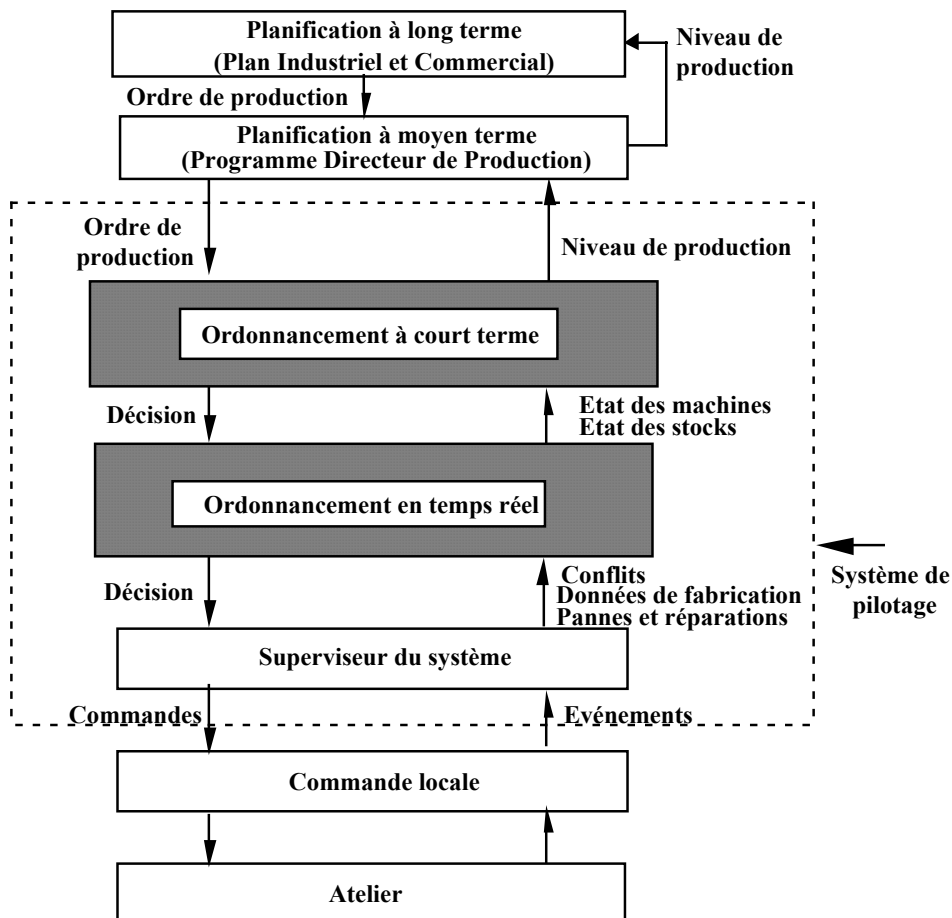 Planification à long terme
(Plan Industriel et Commercial)
Niveau de
production
Ordre de production
Planification à moyen terme
(Programme Directeur de Production)
Ordre de
production
Niveau de production
Ordonnancement à court terme
Décision
Etat des machines
Etat des stocks
Ordonnancement en temps réel
Système de
pilotage
Décision
Conflits
Données de fabrication
Pannes et réparations
Superviseur du système
Commandes
Evénements
Commande locale
Atelier